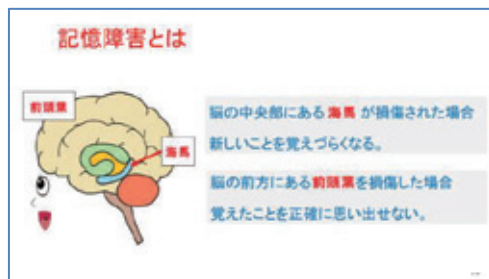 記憶障害とは
前頭葉
海馬
脳の中央部にある 海馬 が損傷された場合
新しいことを覚えづらくなる。
脳の前方にある前頭葉を損傷した場合
覚えたことを正確に思い出せない。